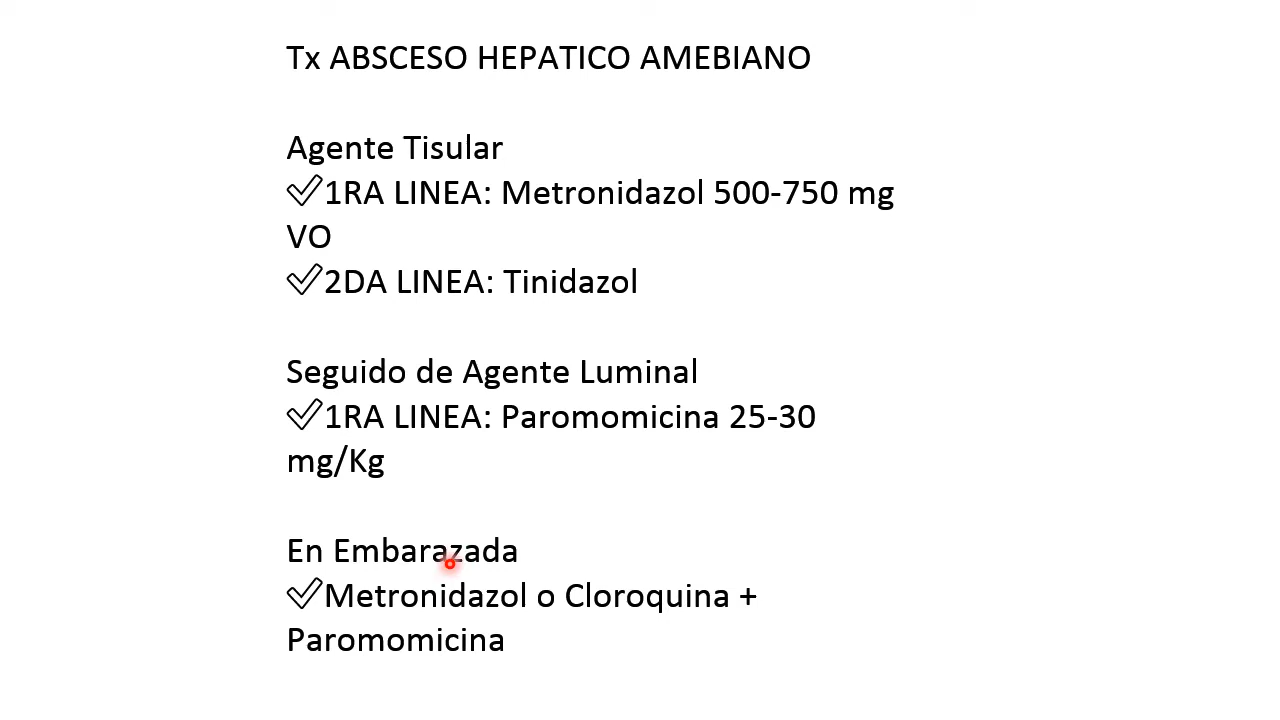 Tx ABSCESO HEPATICO AMEBIANO
Agente Tisular
✅1RA LINEA: Metronidazol 500-750 mg
VO
✅2DA LINEA: Tinidazol
Seguido de Agente Luminal
✅1RA LINEA: Paromomicina 25-30
mg/Kg
En Embarazada
✅Metronidazol o Cloroquina +
Paromomicina